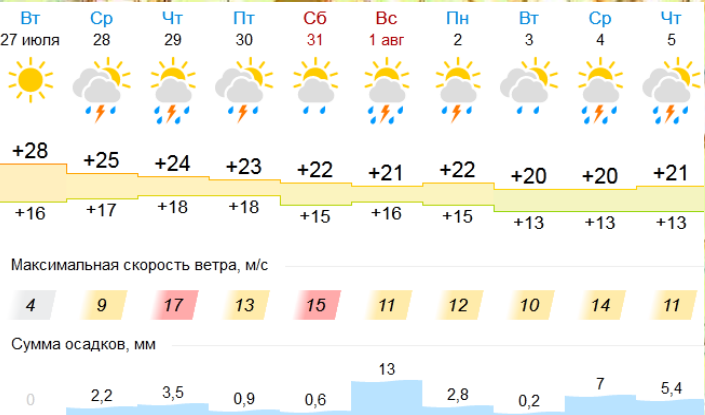 Вт Ср Чт Пт Сб Вс Пн Вт Ср Чт
27 июля 28 29 30 31 1 авг 2 3 4 5
+28 +25 +24 +23 +22 +21 +22 +20 +20 +21
+16 +17 +18 +18 +15 +16 +15 +13 +13 +13
Максимальная скорость ветра, м/с
4 9 17 13 15 11 12 10 14 11
Сумма осадков, мм
0 2,2 3,5 0,9 0,6 13 2,8 0,2 7 5,4